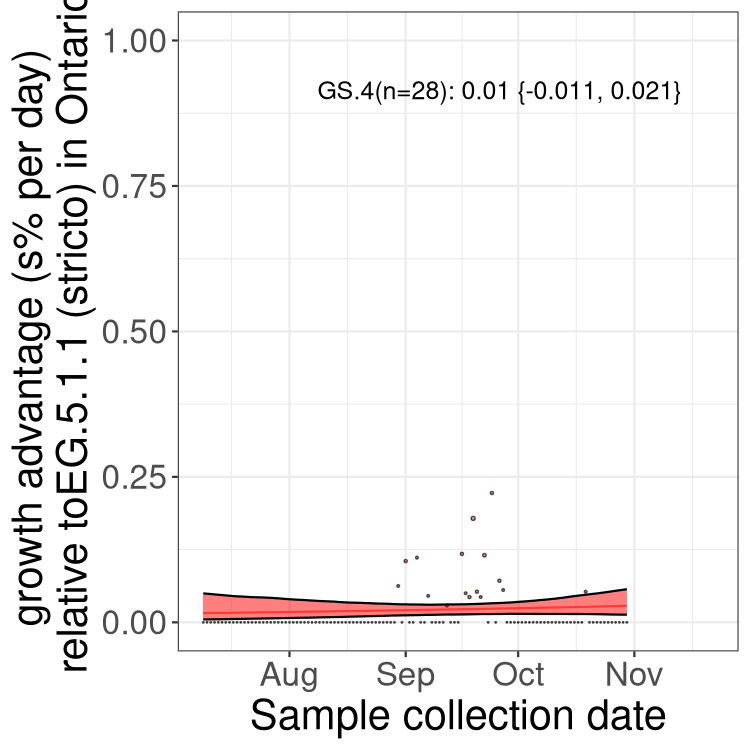 GS.4(n=28): 0.01 {-0.011, 0.021}
growth advantage (s% per day)
relative toEG.5.1.1 (stricto) in Ontario
1.00
0.75
0.50
0.25
0.00
Aug Sep Oct Nov
Sample collection date